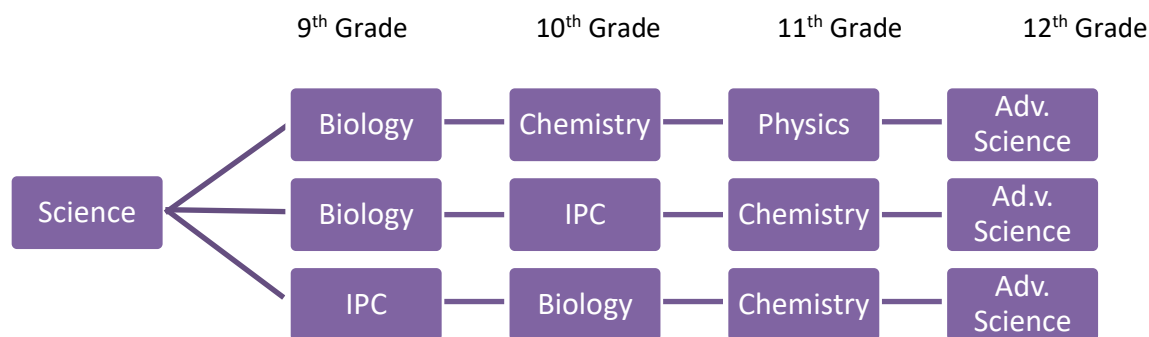 9th Grade 10th Grade 11th Grade 12th Grade
Biology Chemistry Physics Adv.
Science
Science Biology IPC Chemistry Ad.v.
Science
IPC Biology Chemistry Adv.
Science